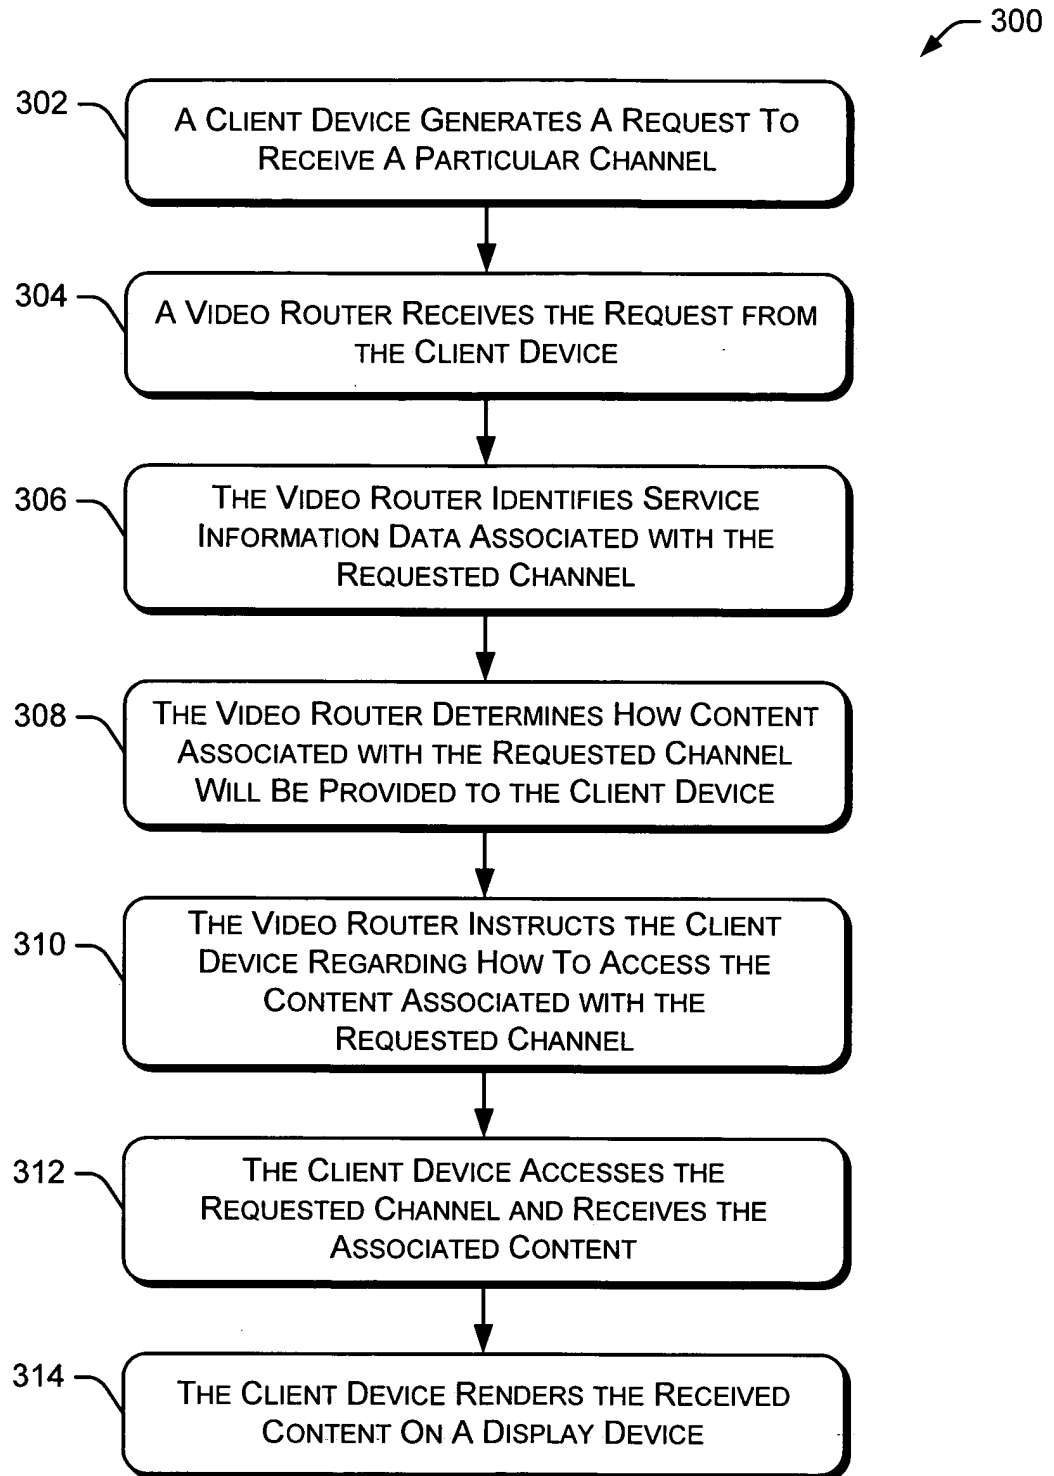 300
302
A CLIENT DEVICE GENERATES A REQUEST TO
RECEIVE A PARTICULAR CHANNEL
304
A VIDEO ROUTER RECEIVES THE REQUEST FROM
THE CLIENT DEVICE
306
THE VIDEO ROUTER IDENTIFIES SERVICE
INFORMATION DATA ASSOCIATED WITH THE
REQUESTED CHANNEL
308
THE VIDEO ROUTER DETERMINES HOW CONTENT
ASSOCIATED WITH THE REQUESTED CHANNEL
WILL BE PROVIDED TO THE CLIENT DEVICE
310
THE VIDEO ROUTER INSTRUCTS THE CLIENT
DEVICE REGARDING HOW TO ACCESS THE
CONTENT ASSOCIATED WITH THE
REQUESTED CHANNEL
312
THE CLIENT DEVICE ACCESSES THE
REQUESTED CHANNEL AND RECEIVES THE
ASSOCIATED CONTENT
314
THE CLIENT DEVICE RENDERS THE RECEIVED
CONTENT ON A DISPLAY DEVICE